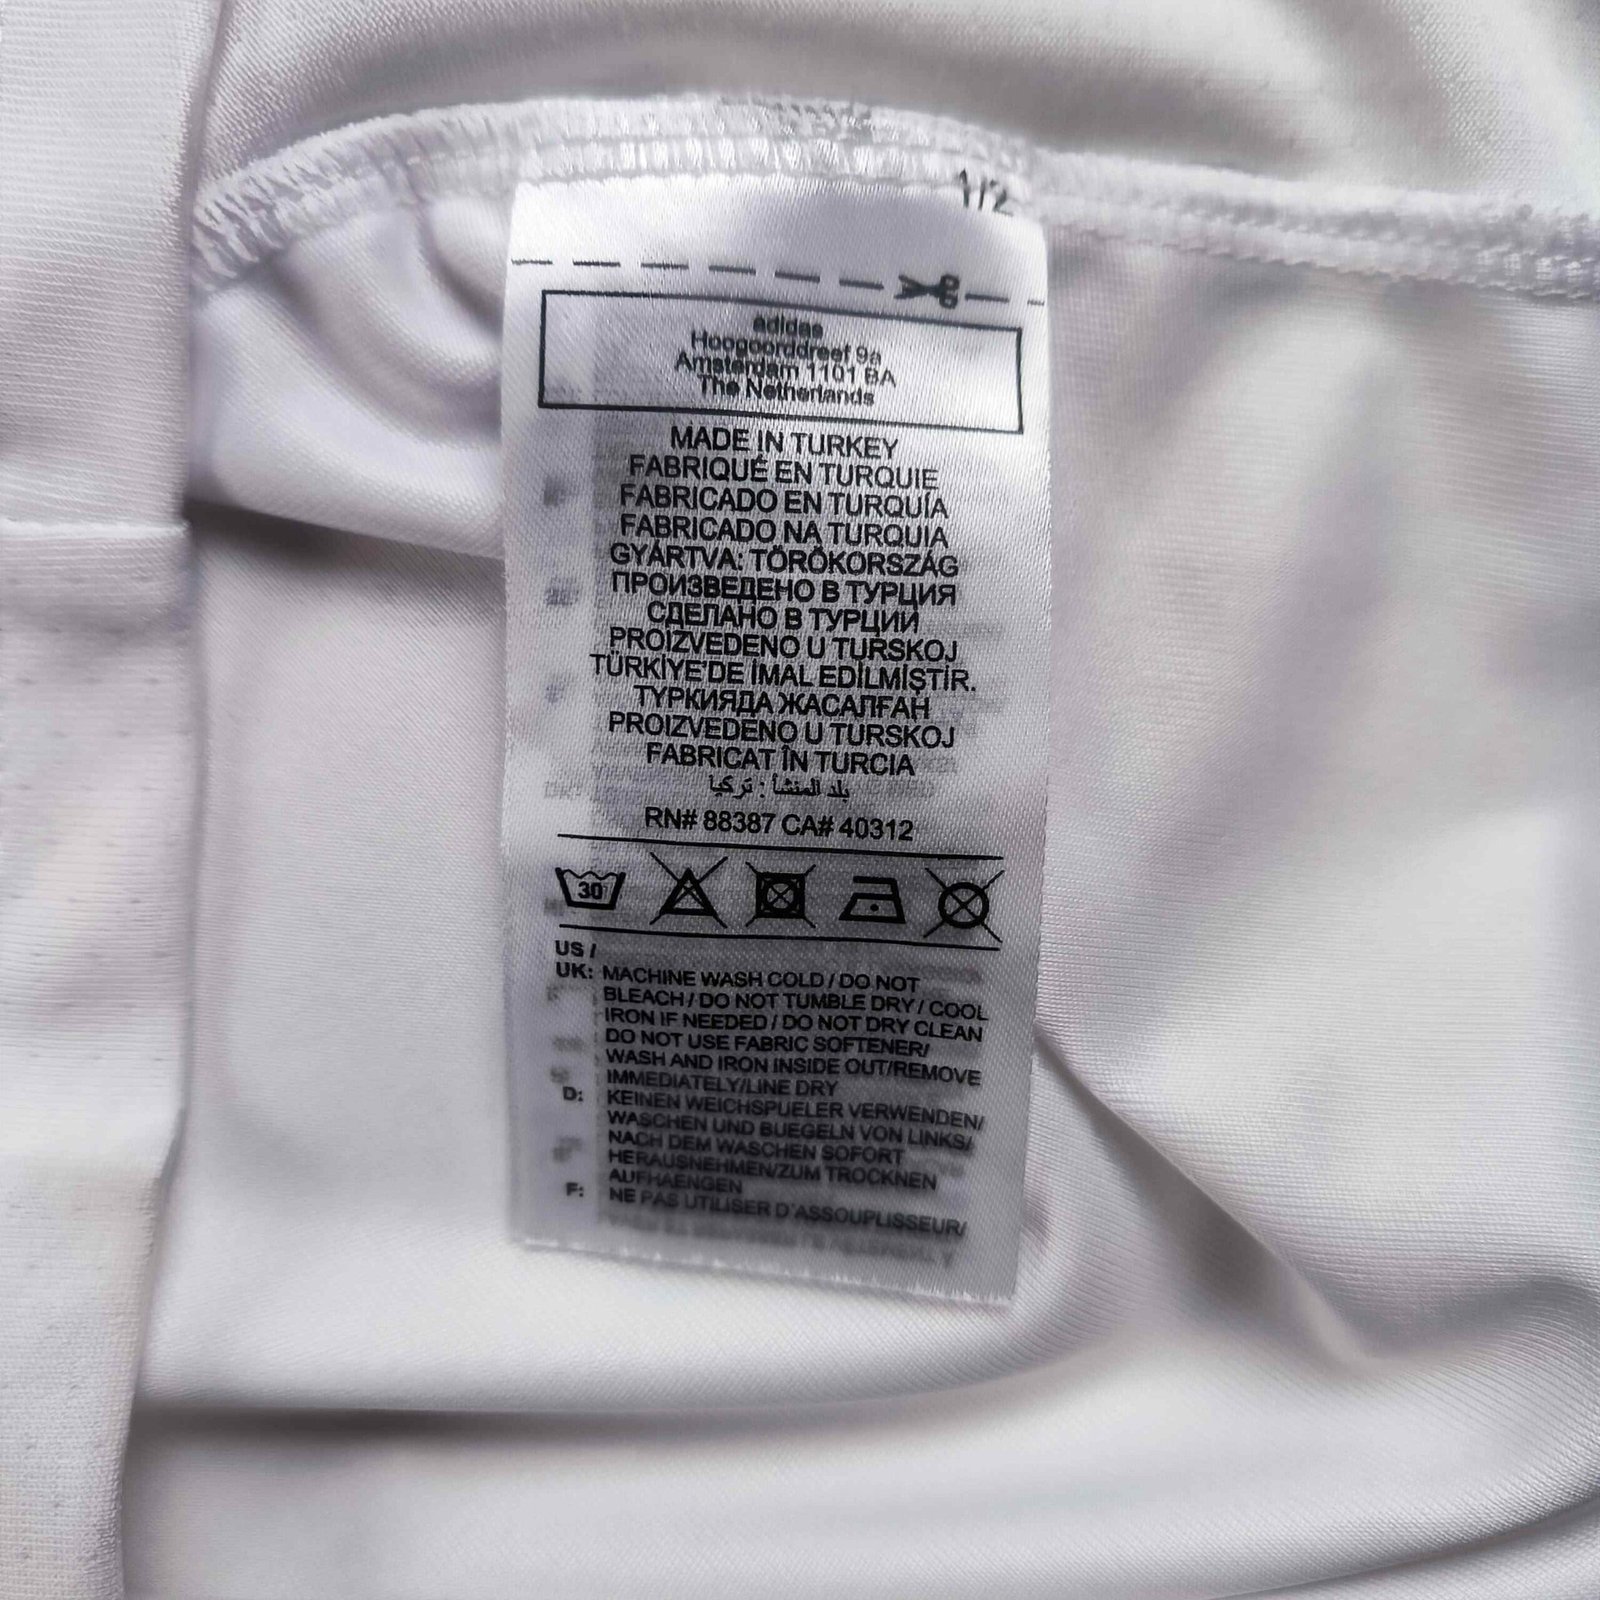 1/2
adidas
Hoogoorddreef 9a
Amsterdam 1101 BA
The Netherlands
MADE IN TURKEY
FABRIQUÉ EN TURQUIE
FABRICADO EN TURQUÍA
FABRICADO NA TURQUIA
GYÁRTVA: TÖRÖKORSZÁG
ПРОИЗВЕДЕНО В ТУРЦИЯ
СДЕЛАНО В ТУРЦИИ
PROIZVEDENO U TURSKOJ
TÜRKİYE'DE İMAL EDİLMİŞTİR.
ТҮРКИЯДА ЖАСАЛҒАН
PROIZVEDENO U TURSKOJ
FABRICAT ÎN TURCIA
بلد المنشأ : تركيا
RN# 88387 CA# 40312
30
US /
UK: MACHINE WASH COLD / DO NOT
BLEACH / DO NOT TUMBLE DRY / COOL
IRON IF NEEDED / DO NOT DRY CLEAN
DO NOT USE FABRIC SOFTENER/
WASH AND IRON INSIDE OUT/REMOVE
IMMEDIATELY/LINE DRY
D: KEINEN WEICHSPUELER VERWENDEN/
WASCHEN UND BUEGELN VON LINKS/
NACH DEM WASCHEN SOFORT
HERAUSNEHMEN/ZUM TROCKNEN
AUFHAENGEN
F: NE PAS UTILISER D'ASSOUPLISSEUR/